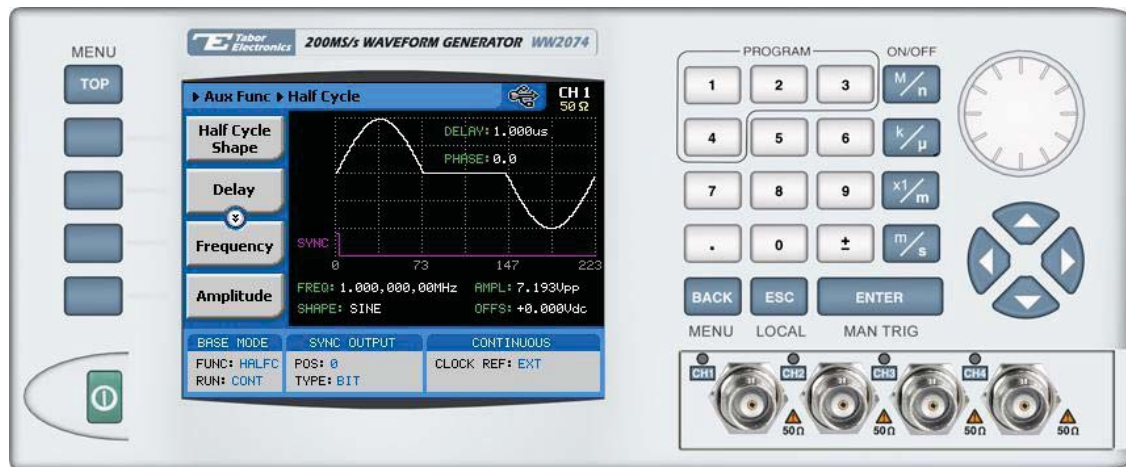 MENU
TOP
Tabor
Electronics
200MS/s WAVEFORM GENERATOR WW2074
Aux Func ▸ Half Cycle
CH 1
50 Ω
Half Cycle
Shape
Delay
Frequency
Amplitude
DELAY: 1.000us
PHASE: 0.0
SYNC
0 73 147 223
FREQ: 1.000,000,00MHz AMPL: 7.193Vpp
SHAPE: SINE OFFS: +0.000Vdc
BASE MODE SYNC OUTPUT CONTINUOUS
FUNC: HALFC POS: 0 CLOCK REF: EXT
RUN: CONT TYPE: BIT
PROGRAM ON/OFF
1 2 3 M/n
4 5 6 k/μ
7 8 9 x1/m
. 0 ± m/s
BACK ESC ENTER
MENU LOCAL MAN TRIG
CH1 CH2 CH3 CH4
50 Ω 50 Ω 50 Ω 50 Ω